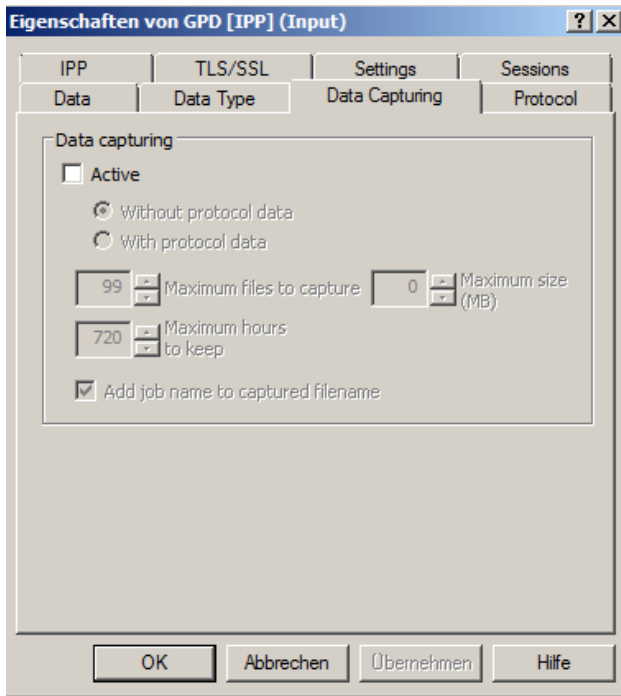 Eigenschaften von GPD [IPP] (Input)
IPP TLS/SSL Settings Sessions
Data Data Type Data Capturing Protocol
Data capturing
Active
Without protocol data
With protocol data
99 Maximum files to capture 0 Maximum size
(MB)
720 Maximum hours
to keep
Add job name to captured filename
OK Abbrechen Übernehmen Hilfe